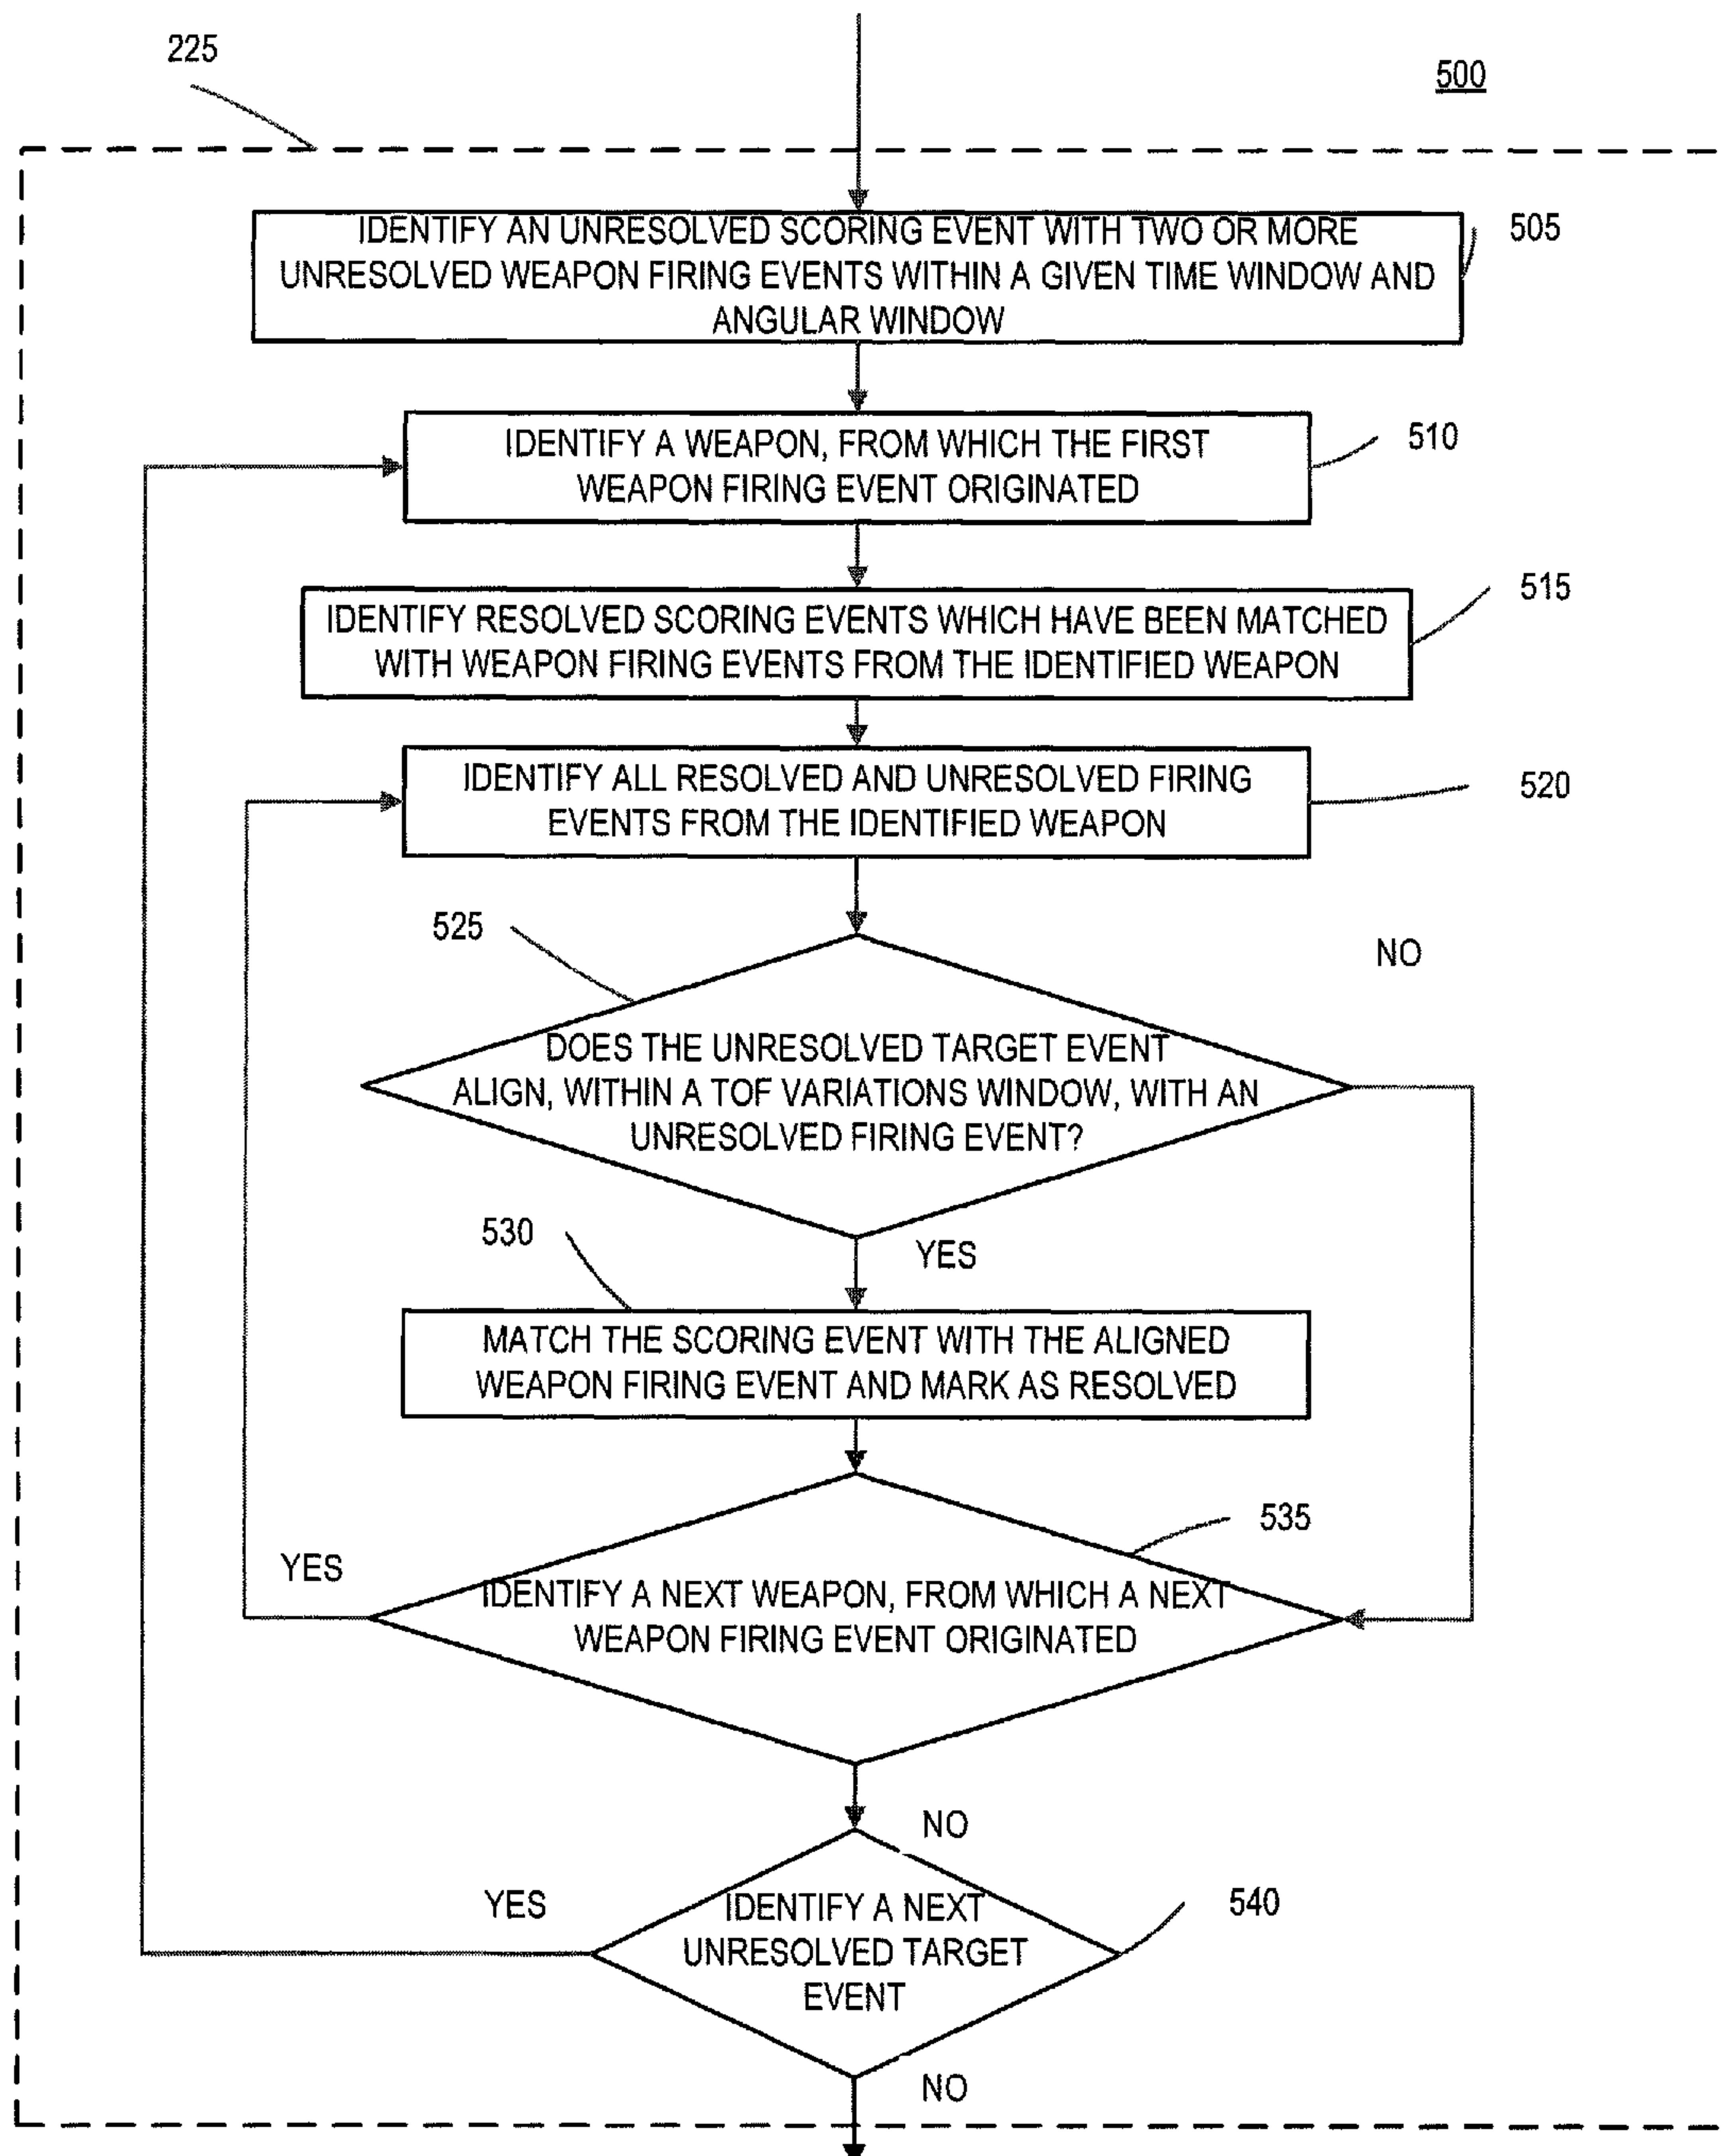 225
500
IDENTIFY AN UNRESOLVED SCORING EVENT WITH TWO OR MORE
UNRESOLVED WEAPON FIRING EVENTS WITHIN A GIVEN TIME WINDOW AND
ANGULAR WINDOW
505
IDENTIFY A WEAPON, FROM WHICH THE FIRST
WEAPON FIRING EVENT ORIGINATED
510
IDENTIFY RESOLVED SCORING EVENTS WHICH HAVE BEEN MATCHED
WITH WEAPON FIRING EVENTS FROM THE IDENTIFIED WEAPON
515
IDENTIFY ALL RESOLVED AND UNRESOLVED FIRING
EVENTS FROM THE IDENTIFIED WEAPON
520
525
NO
DOES THE UNRESOLVED TARGET EVENT
ALIGN, WITHIN A TOF VARIATIONS WINDOW, WITH AN
UNRESOLVED FIRING EVENT?
530
YES
MATCH THE SCORING EVENT WITH THE ALIGNED
WEAPON FIRING EVENT AND MARK AS RESOLVED
535
YES
IDENTIFY A NEXT WEAPON, FROM WHICH A NEXT
WEAPON FIRING EVENT ORIGINATED
NO
YES
540
IDENTIFY A NEXT
UNRESOLVED TARGET
EVENT
NO